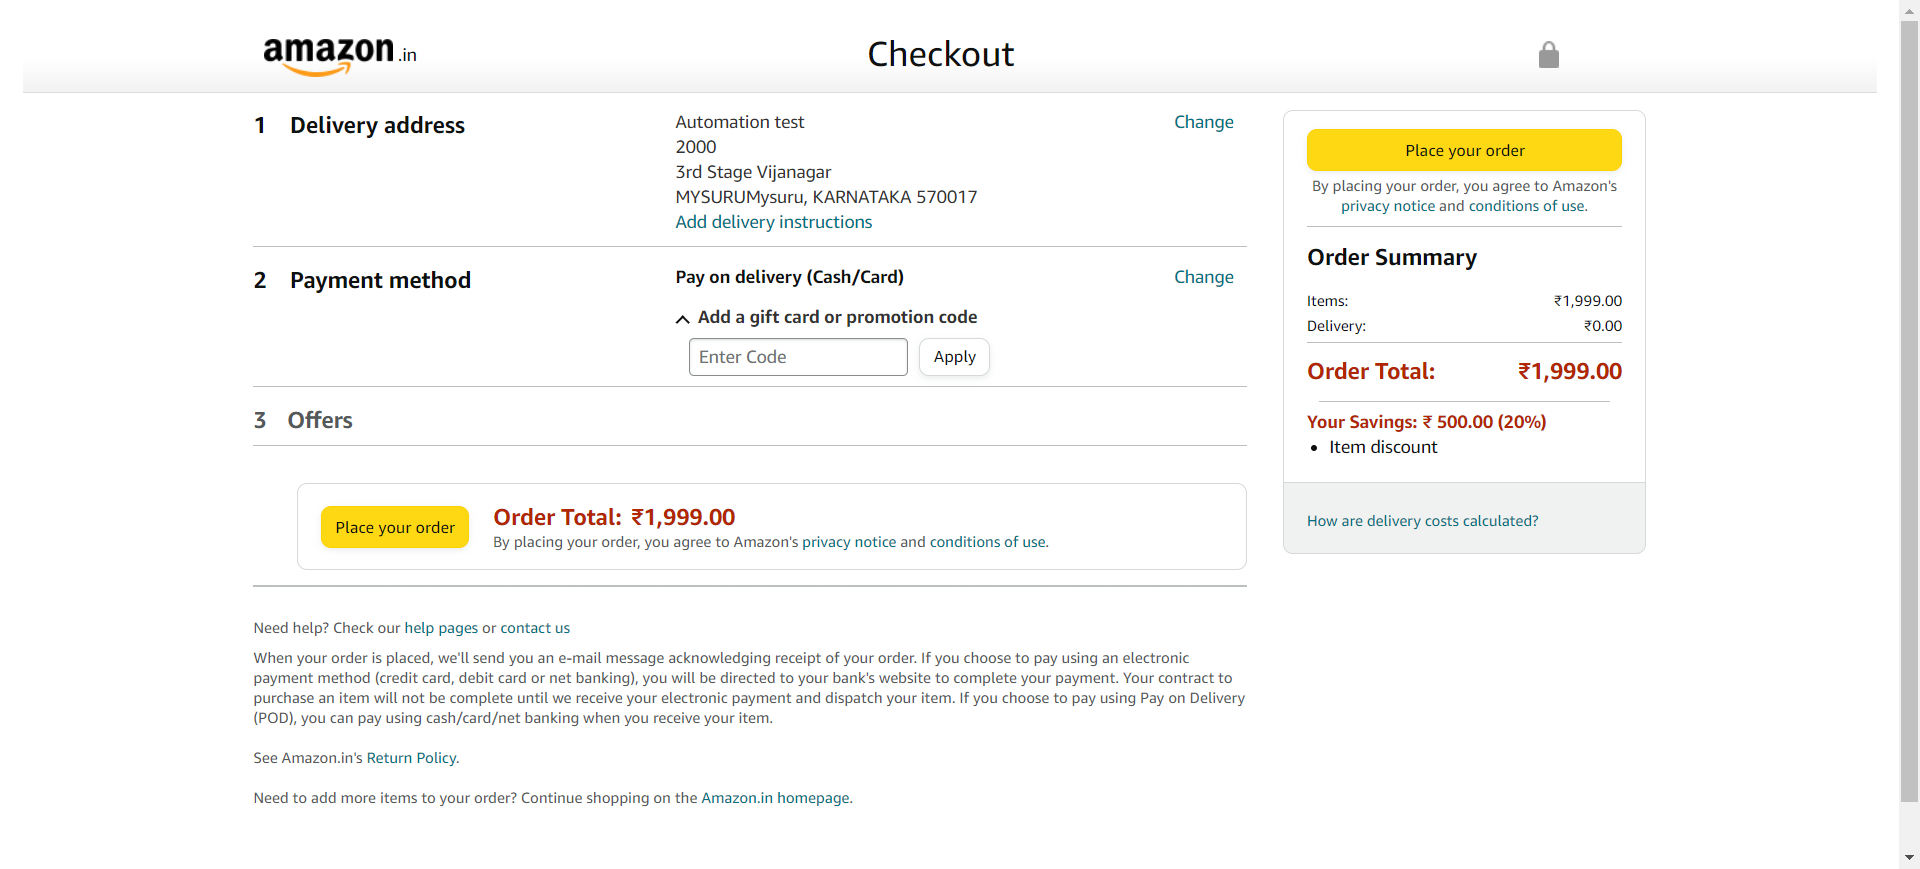 amazon.in
Checkout
1 Delivery address
Automation test
2000
3rd Stage Vijanagar
MYSURUMysuru, KARNATAKA 570017
Add delivery instructions
Change
2 Payment method
Pay on delivery (Cash/Card)
Change
Add a gift card or promotion code
Enter Code
Apply
3 Offers
Place your order
Order Total: ₹1,999.00
By placing your order, you agree to Amazon's privacy notice and conditions of use.
Need help? Check our help pages or contact us
When your order is placed, we'll send you an e-mail message acknowledging receipt of your order. If you choose to pay using an electronic
payment method (credit card, debit card or net banking), you will be directed to your bank's website to complete your payment. Your contract to
purchase an item will not be complete until we receive your electronic payment and dispatch your item. If you choose to pay using Pay on Delivery
(POD), you can pay using cash/card/net banking when you receive your item.
See Amazon.in's Return Policy.
Need to add more items to your order? Continue shopping on the Amazon.in homepage.
Place your order
By placing your order, you agree to Amazon's
privacy notice and conditions of use.
Order Summary
Items: ₹1,999.00
Delivery: ₹0.00
Order Total: ₹1,999.00
Your Savings: ₹ 500.00 (20%)
• Item discount
How are delivery costs calculated?